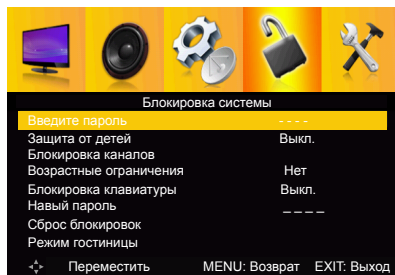 Блокировка системы
Введите пароль - - - -
Защита от детей Выкл.
Блокировка каналов
Возрастные ограничения Нет
Блокировка клавиатуры Выкл.
Навый пароль _ _ _ _
Сброс блокировок
Режим гостиницы
Переместить MENU: Возврат EXIT: Выход